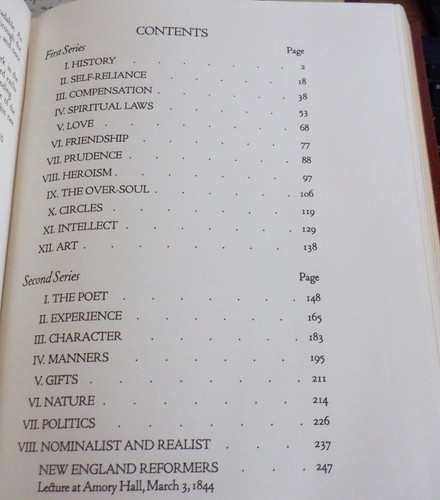 CONTENTS
First Series Page
I. HISTORY . . . . . . 2
II. SELF-RELIANCE . . . . . 18
III. COMPENSATION . . . . . 38
IV. SPIRITUAL LAWS . . . . . 53
V. LOVE . . . . . . 68
VI. FRIENDSHIP . . . . . 77
VII. PRUDENCE . . . . . . 88
VIII. HEROISM . . . . . . 97
IX. THE OVER-SOUL . . . . . 106
X. CIRCLES . . . . . . 119
XI. INTELLECT . . . . . . 129
XII. ART . . . . . . . 138
Second Series Page
I. THE POET . . . . . . 148
II. EXPERIENCE . . . . . . 165
III. CHARACTER . . . . . . 183
IV. MANNERS . . . . . . 195
V. GIFTS . . . . . . . 211
VI. NATURE . . . . . . . 214
VII. POLITICS . . . . . . 226
VIII. NOMINALIST AND REALIST . . . 237
NEW ENGLAND REFORMERS . . . 247
Lecture at Amory Hall, March 3, 1844